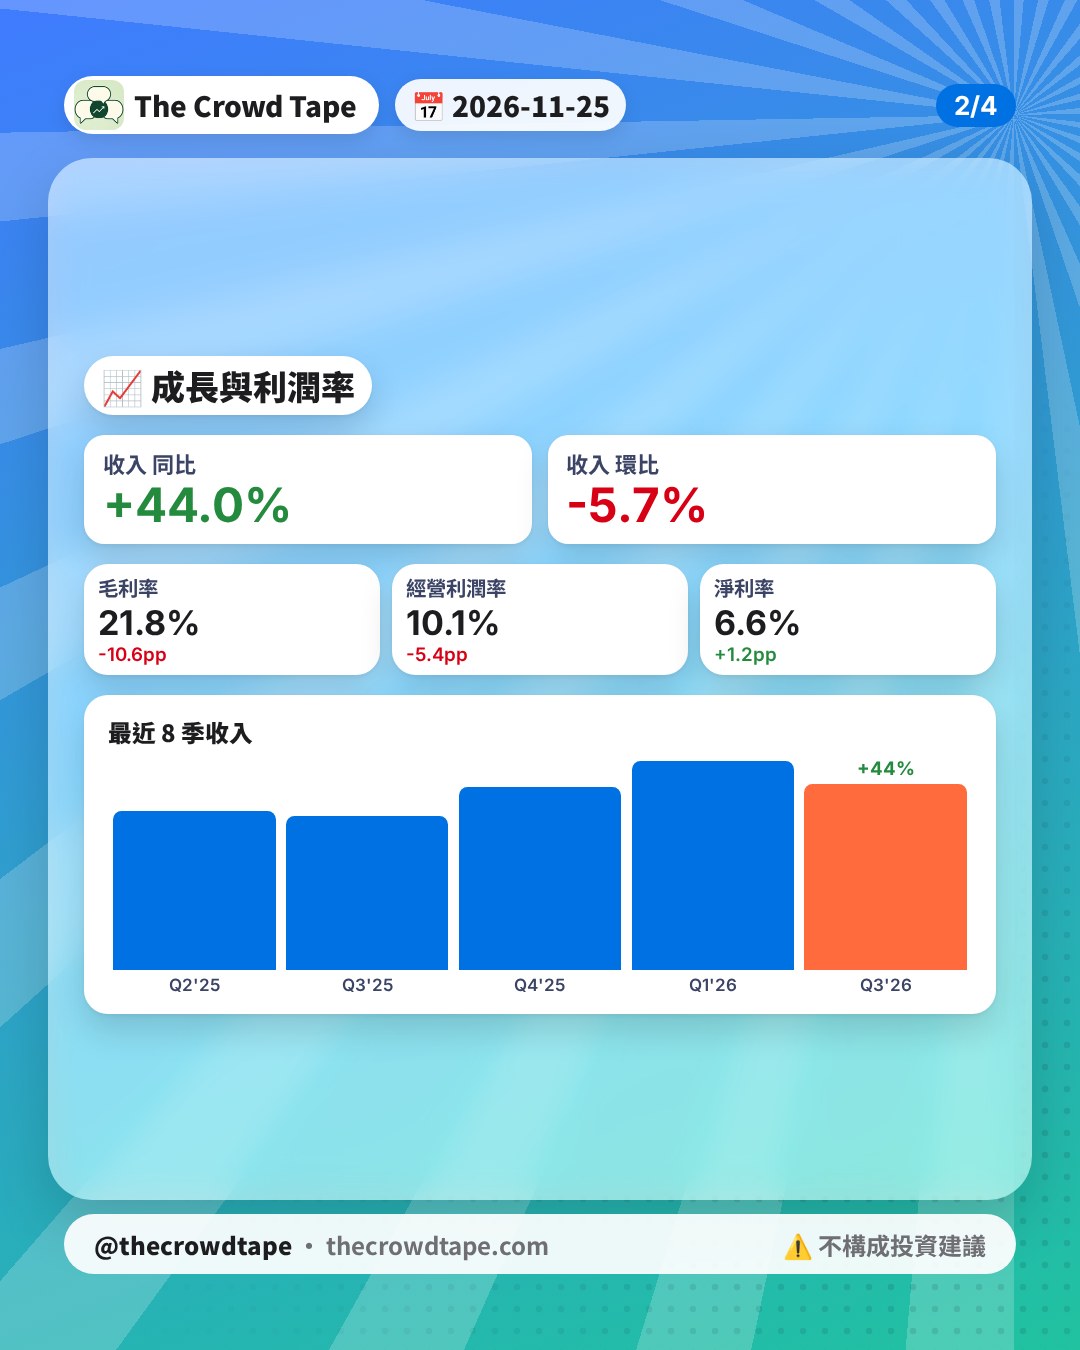 The Crowd Tape
2026-11-25
2/4
成長與利潤率
收入 同比
+44.0%
收入 環比
-5.7%
毛利率
21.8%
-10.6pp
經營利潤率
10.1%
-5.4pp
淨利率
6.6%
+1.2pp
最近 8 季收入
+44%
Q2'25
Q3'25
Q4'25
Q1'26
Q3'26
@thecrowdtape • thecrowdtape.com
⚠️ 不構成投資建議